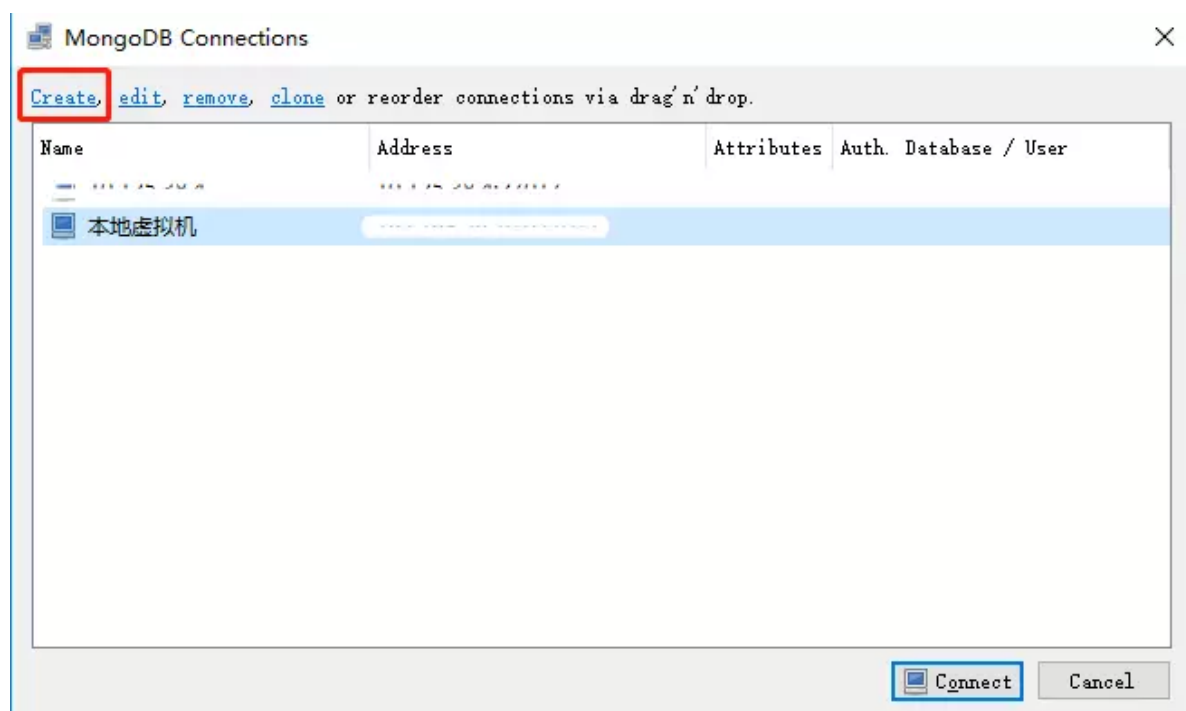 MongoDB Connections
Create, edit, remove, clone or reorder connections via drag'n'drop.
Name Address Attributes Auth. Database / User
本地虚拟机
Connect Cancel